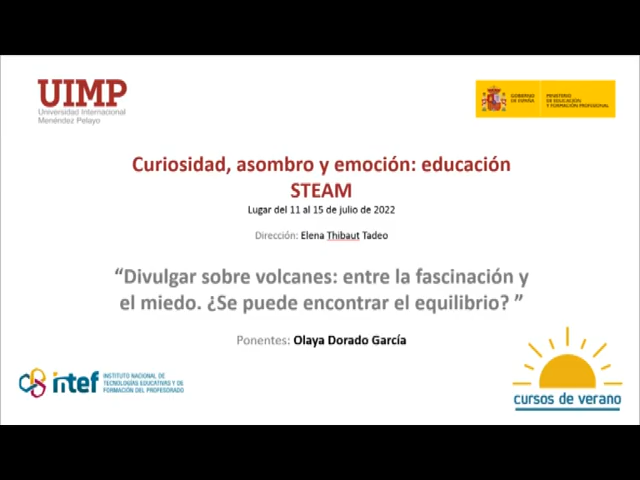 UIMP
Universidad Internacional
Menéndez Pelayo
GOBIERNO
DE ESPAÑA
MINISTERIO
DE EDUCACIÓN
Y FORMACIÓN PROFESIONAL
Curiosidad, asombro y emoción: educación
STEAM
Lugar del 11 al 15 de julio de 2022
Dirección: Elena Thibaut Tadeo
“Divulgar sobre volcanes: entre la fascinación y
el miedo. ¿Se puede encontrar el equilibrio? ”
Ponentes: Olaya Dorado García
intef
INSTITUTO NACIONAL DE
TECNOLOGÍAS EDUCATIVAS Y DE
FORMACIÓN DEL PROFESORADO
cursos de verano